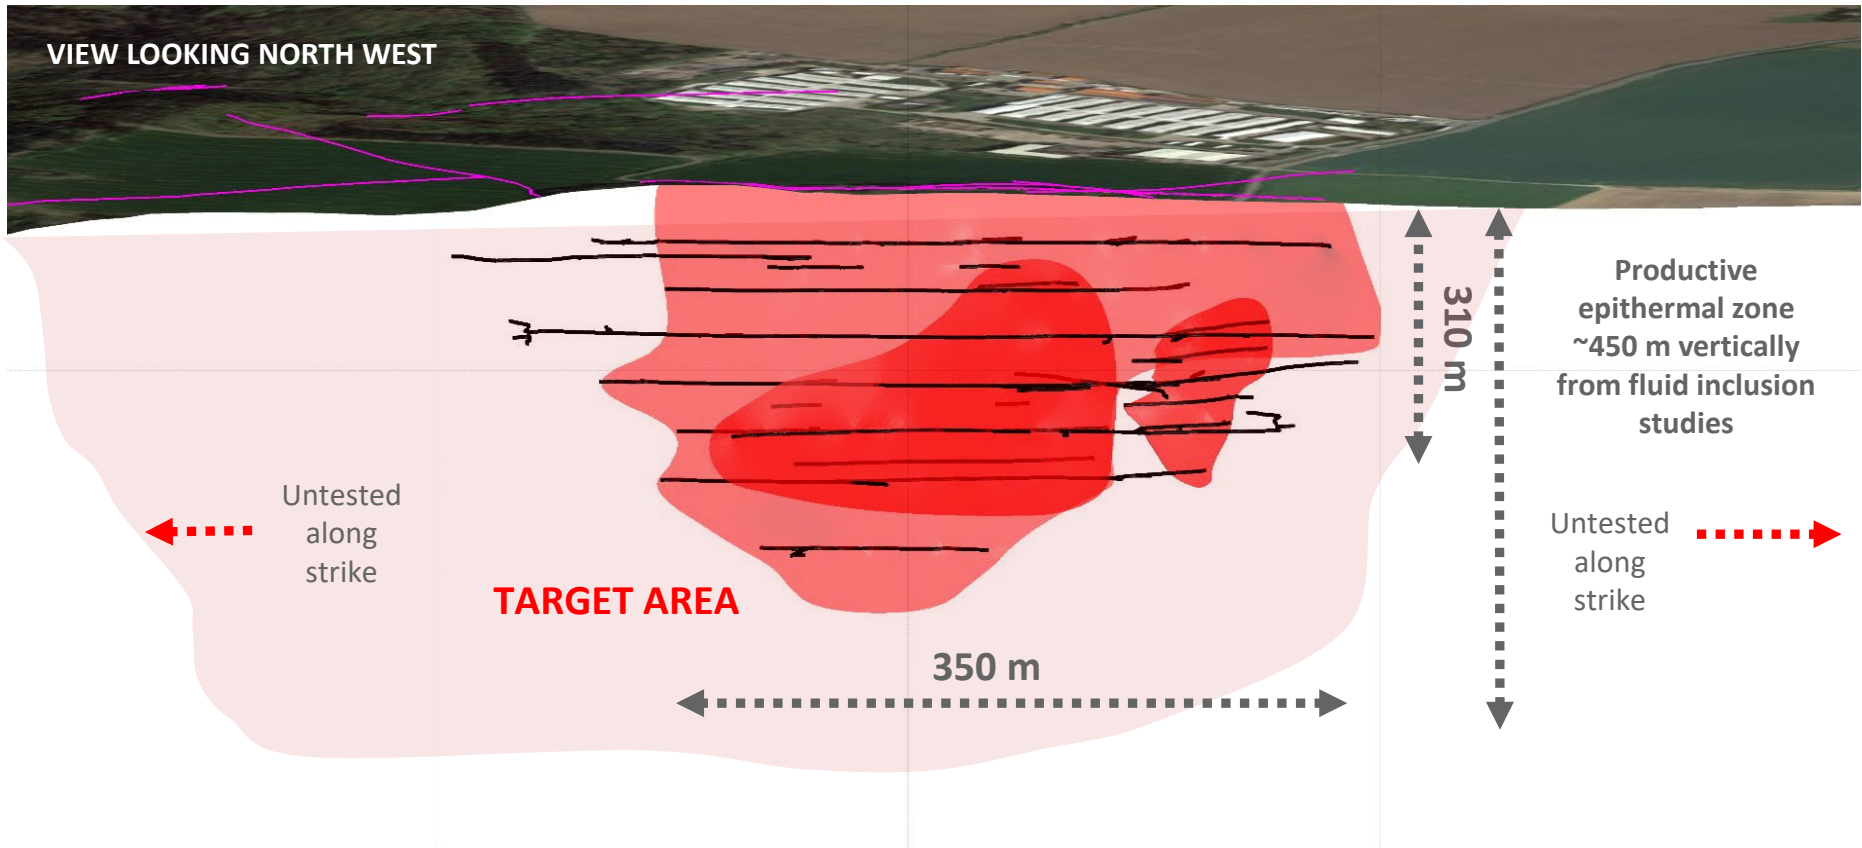 VIEW LOOKING NORTH WEST
310 m
Productive
epithermal zone
~450 m vertically
from fluid inclusion
studies
Untested
along
strike
Untested
along
strike
TARGET AREA
350 m